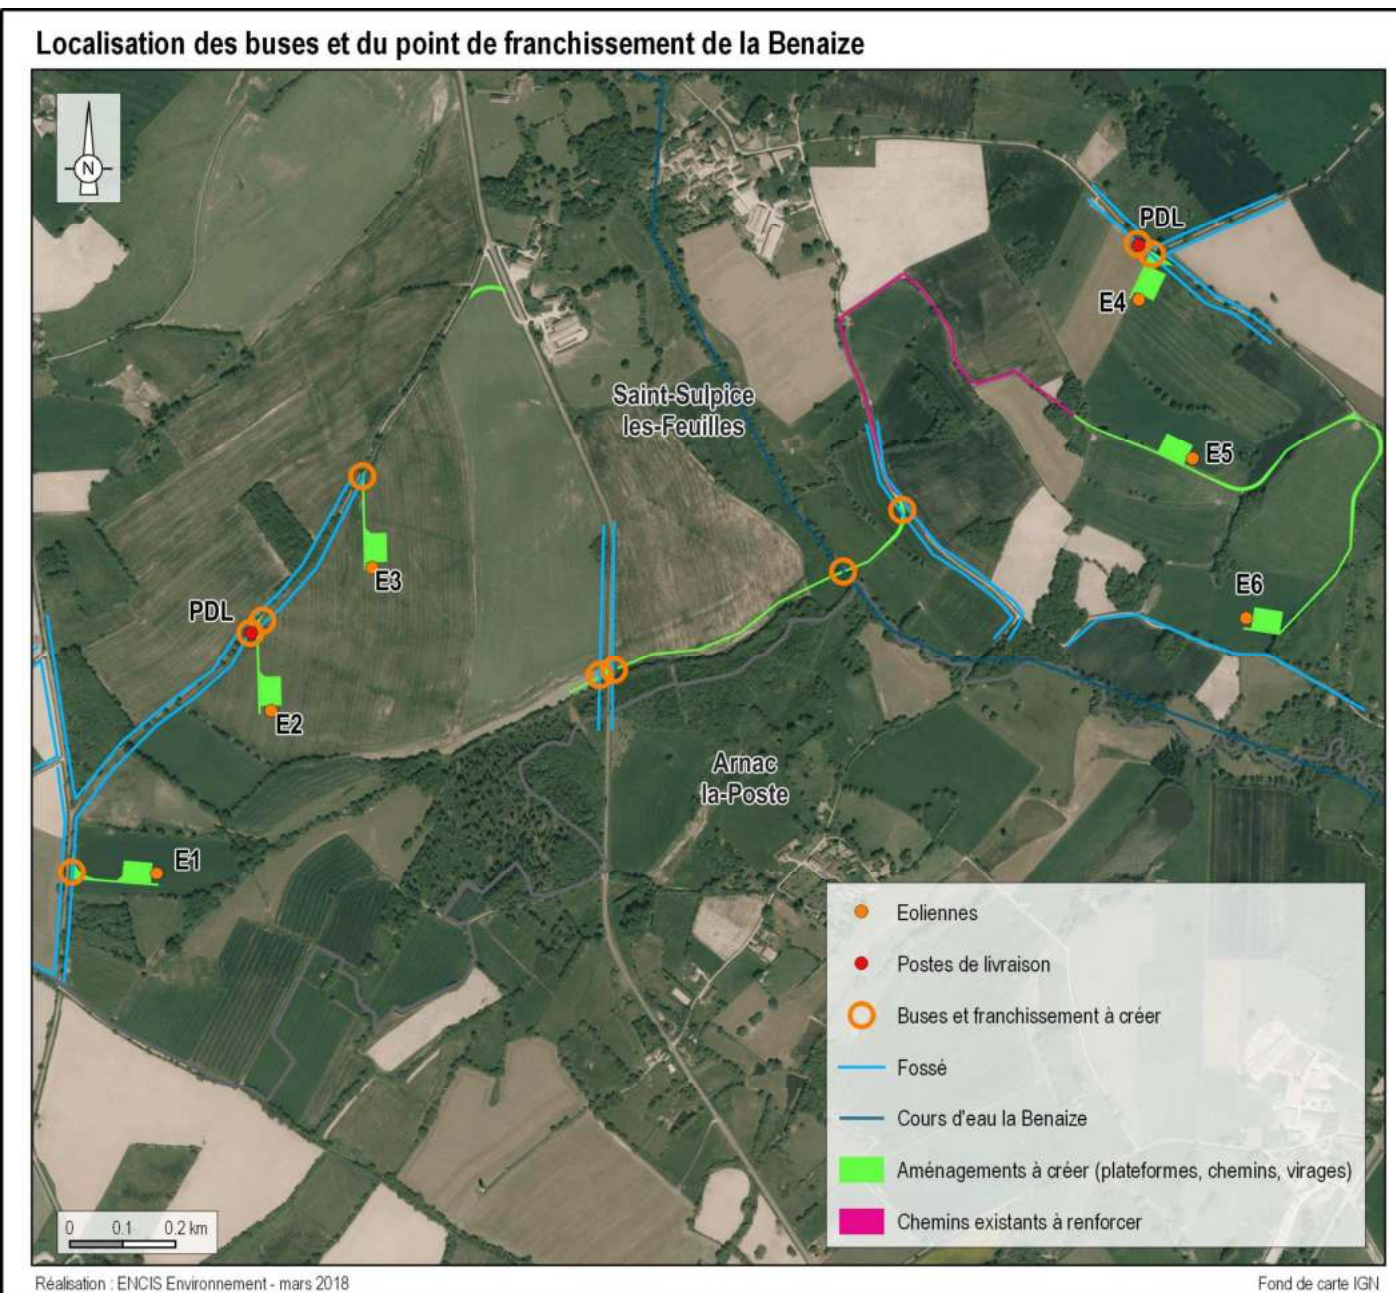 Localisation des buses et du point de franchissement de la Benaize
N
PDL
E4
Saint-Sulpice
les-Feuilles
E5
E3
E6
PDL
E2
Arnac
la-Poste
E1
Eoliennes
Postes de livraison
Buses et franchissement à créer
Fossé
Cours d'eau la Benaize
Aménagements à créer (plateformes, chemins, virages)
Chemins existants à renforcer
0 0.1 0.2 km
Réalisation : ENCIS Environnement - mars 2018
Fond de carte IGN